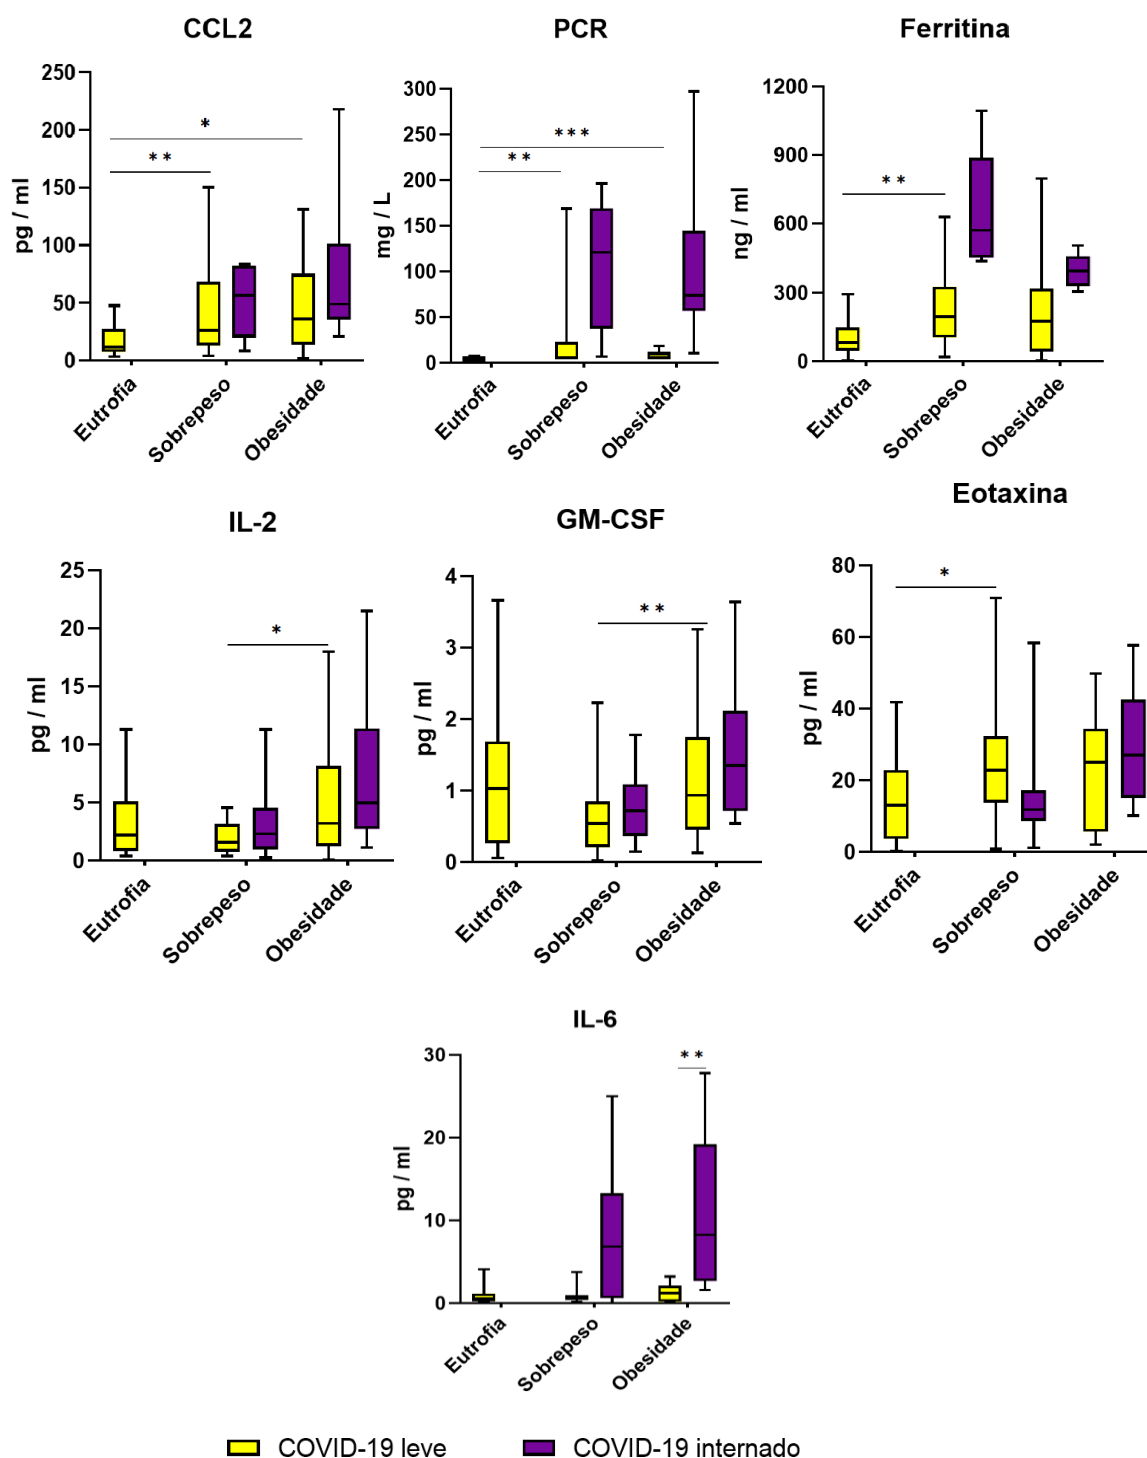 CCL2
250
200
150
100
50
0
pg / ml
*
**
Eutrofia
Sobrepeso
Obesidade
PCR
300
250
200
150
100
50
0
mg / L
***
**
Eutrofia
Sobrepeso
Obesidade
Ferritina
1200
900
600
300
0
ng / ml
**
Eutrofia
Sobrepeso
Obesidade
IL-2
25
20
15
10
5
0
pg / ml
*
Eutrofia
Sobrepeso
Obesidade
GM-CSF
4
3
2
1
0
pg / ml
**
Eutrofia
Sobrepeso
Obesidade
Eotaxina
80
60
40
20
0
pg / ml
*
Eutrofia
Sobrepeso
Obesidade
IL-6
30
20
10
0
pg / ml
**
Eutrofia
Sobrepeso
Obesidade
COVID-19 leve
COVID-19 internado